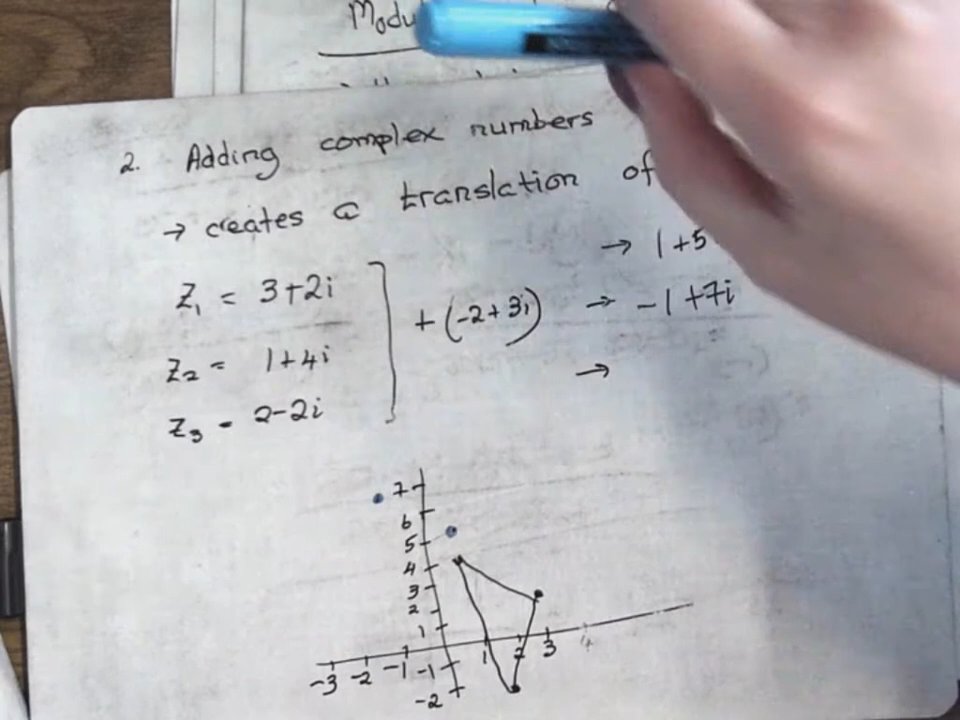 2. Adding complex numbers
→ creates a translation of
→ 1+5
Z₁ = 3+2i
+ (-2+3i)
→ -1+7i
Z₂ = 1+4i
→
Z₃ = 2-2i
7
6
5
4
3
2
1
-3 -2 -1 1 2 3 4
-1
-2